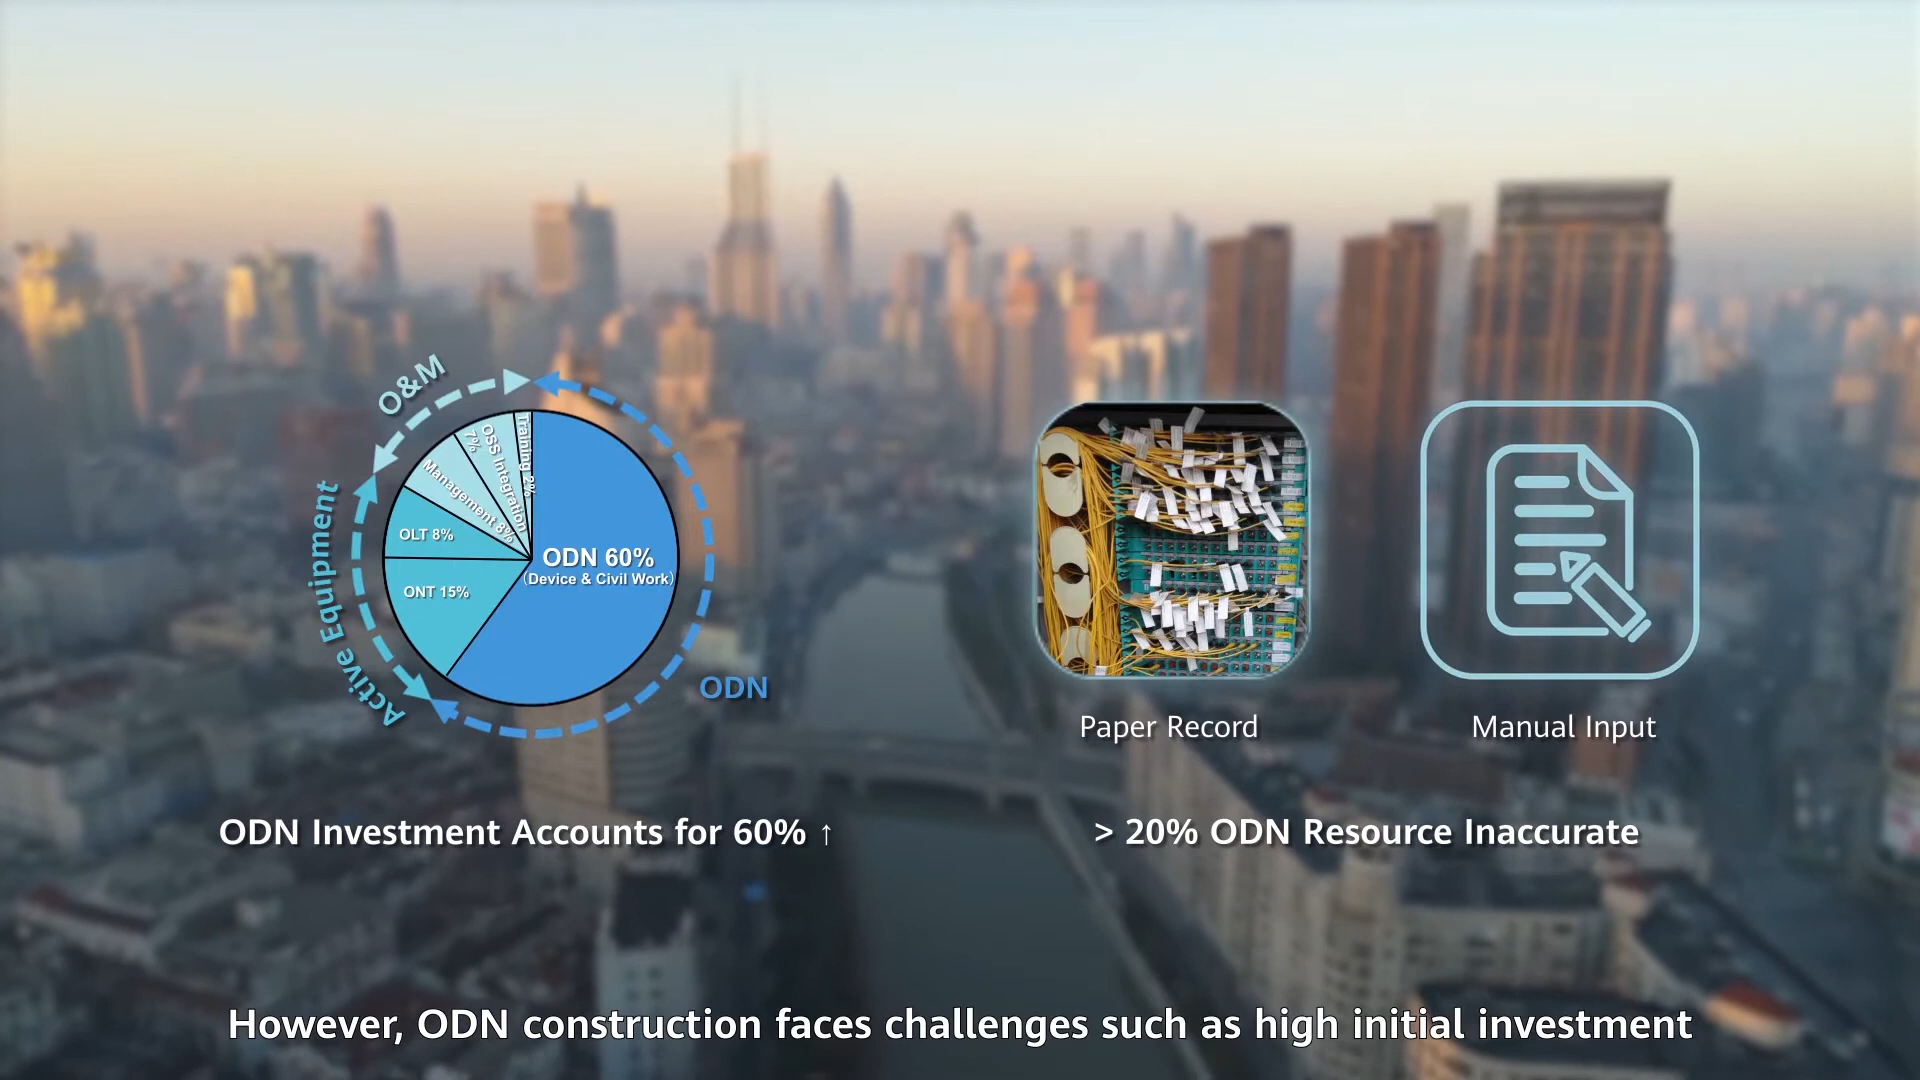 O&M
Active Equipment
Training 2%
OSS Integration
7%
Management 8%
OLT 8%
ONT 15%
ODN 60%
(Device & Civil Work)
ODN
ODN Investment Accounts for 60% ↑
Paper Record
Manual Input
> 20% ODN Resource Inaccurate
However, ODN construction faces challenges such as high initial investment